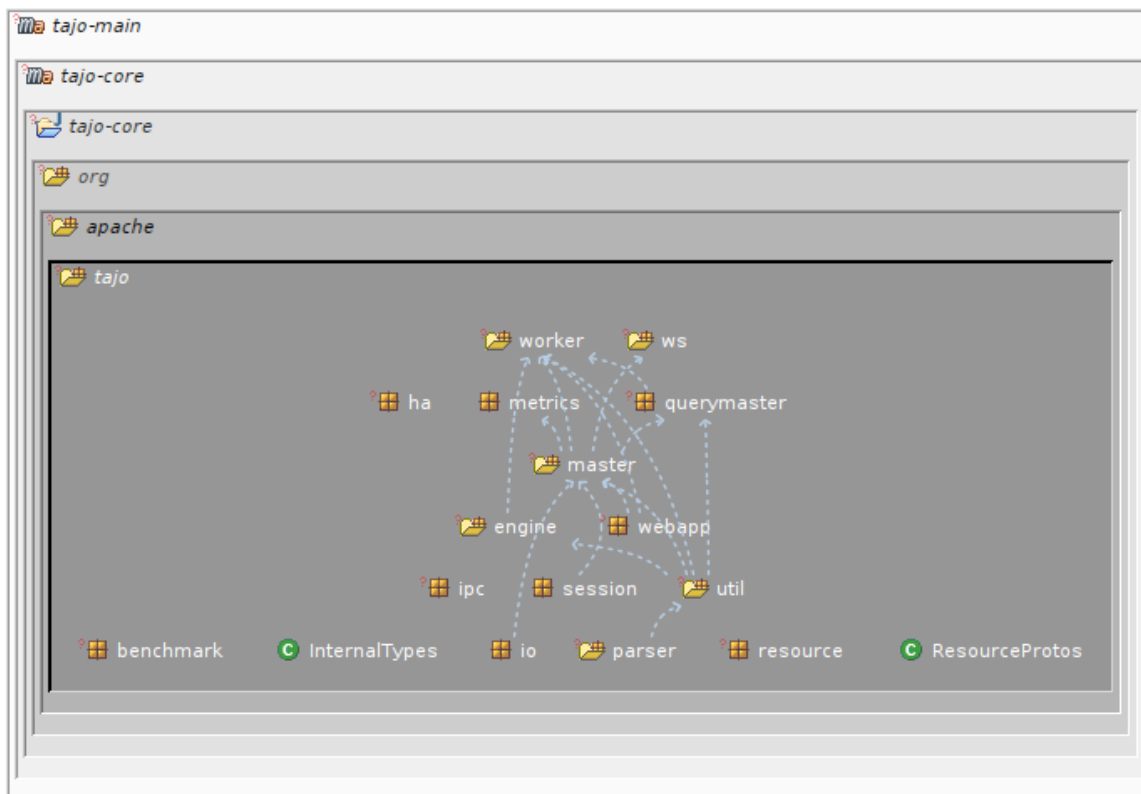 tajo-main
tajo-core
tajo-core
org
apache
tajo
worker ws
ha metrics querymaster
master
engine webapp
ipc session util
benchmark C InternalTypes io parser resource C ResourceProtos